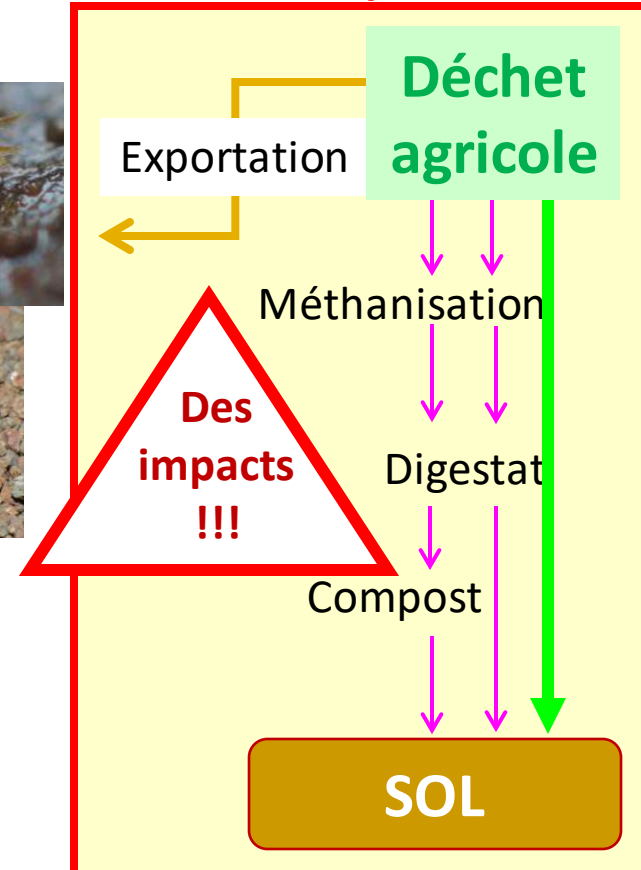 Déchet
agricole
Exportation
Méthanisation
Des
impacts
!!!
Digestat
Compost
SOL